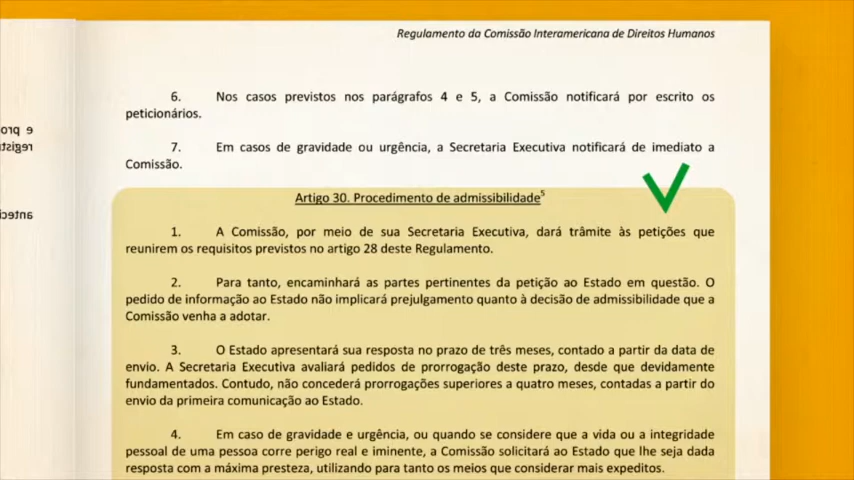 Regulamento da Comissão Interamericana de Direitos Humanos
6. Nos casos previstos nos parágrafos 4 e 5, a Comissão notificará por escrito os
peticionários.
7. Em casos de gravidade ou urgência, a Secretaria Executiva notificará de imediato a
Comissão.
Artigo 30. Procedimento de admissibilidade5
1. A Comissão, por meio de sua Secretaria Executiva, dará trâmite às petições que
reunirem os requisitos previstos no artigo 28 deste Regulamento.
2. Para tanto, encaminhará as partes pertinentes da petição ao Estado em questão. O
pedido de informação ao Estado não implicará prejulgamento quanto à decisão de admissibilidade que a
Comissão venha a adotar.
3. O Estado apresentará sua resposta no prazo de três meses, contado a partir da data de
envio. A Secretaria Executiva avaliará pedidos de prorrogação deste prazo, desde que devidamente
fundamentados. Contudo, não concederá prorrogações superiores a quatro meses, contadas a partir do
envio da primeira comunicação ao Estado.
4. Em caso de gravidade e urgência, ou quando se considere que a vida ou a integridade
pessoal de uma pessoa corre perigo real e iminente, a Comissão solicitará ao Estado que lhe seja dada
resposta com a máxima presteza, utilizando para tanto os meios que considerar mais expeditos.